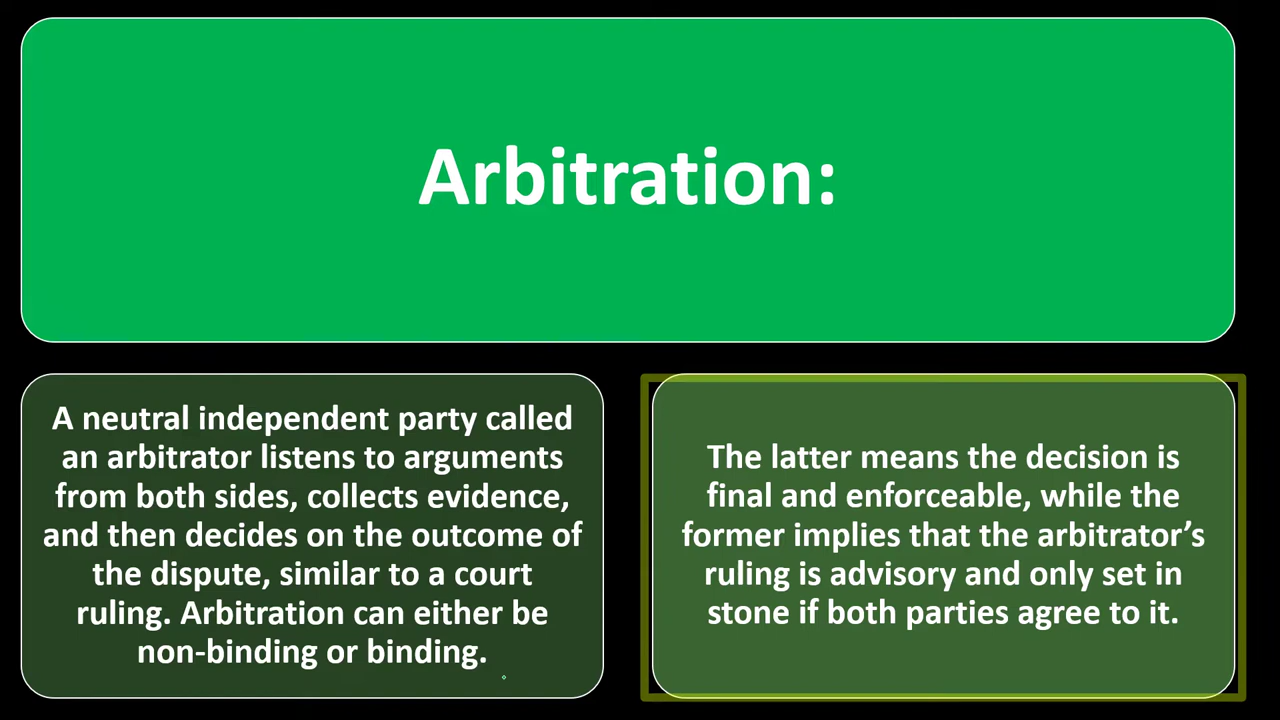 Arbitration:
A neutral independent party called
an arbitrator listens to arguments
from both sides, collects evidence,
and then decides on the outcome of
the dispute, similar to a court
ruling. Arbitration can either be
non-binding or binding.
The latter means the decision is
final and enforceable, while the
former implies that the arbitrator’s
ruling is advisory and only set in
stone if both parties agree to it.